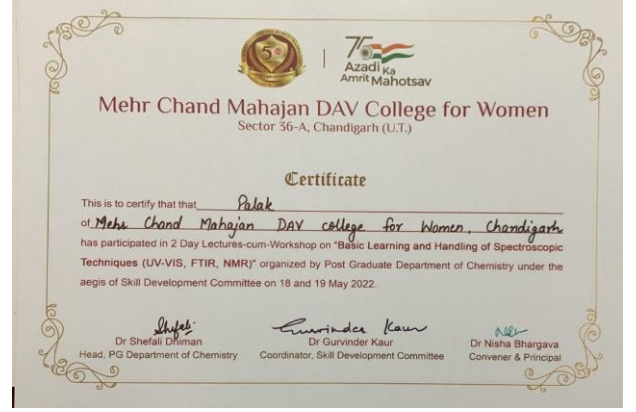 50
75
Azadi Ka
Amrit Mahotsav
Mehr Chand Mahajan DAV College for Women
Sector 36-A, Chandigarh (U.T.)
Certificate
This is to certify that that Palak
of Mehr Chand Mahajan DAV college for Women, Chandigarh
has participated in 2 Day Lectures-cum-Workshop on "Basic Learning and Handling of Spectroscopic
Techniques (UV-VIS, FTIR, NMR)" organized by Post Graduate Department of Chemistry under the
aegis of Skill Development Committee on 18 and 19 May 2022.
Shefali Gurvinder Kaur
Dr Shefali Dhiman Dr Gurvinder Kaur Dr Nisha Bhargava
Head, PG Department of Chemistry Coordinator, Skill Development Committee Convener & Principal